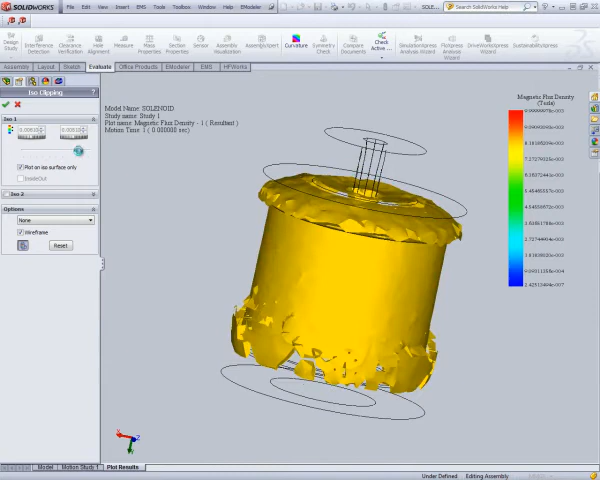 SOLIDWORKS
File Edit View Insert Tools Toolbox Window Help EModeler
SOLE...
Search SolidWorks Help
Design Study
Interference Detection
Clearance Verification
Hole Alignment
Measure
Mass Properties
Section Properties
Sensor
Assembly Visualization
AssemblyXpert
Curvature
Symmetry Check
Compare Documents
Check Active ...
SimulationXpress Analysis Wizard
FloXpress Analysis Wizard
DriveWorksXpress Wizard
SustainabilityXpress
Assembly Layout Sketch Evaluate Office Products EModeler EMS HFWorks
Iso Clipping
?
Iso 1
Plot on iso surface only
InsideOut
Iso 2
Options
None
Wireframe
Reset
Model Name: SOLENOID
Study name: Study 1
Plot name: Magnetic Flux Density - 1 ( Resultant )
Motion Time: 1 ( 0.000000 sec)
Magnetic Flux Density
(Tesla)
Model Motion Study 1 Plot Results
Under Defined Editing Assembly